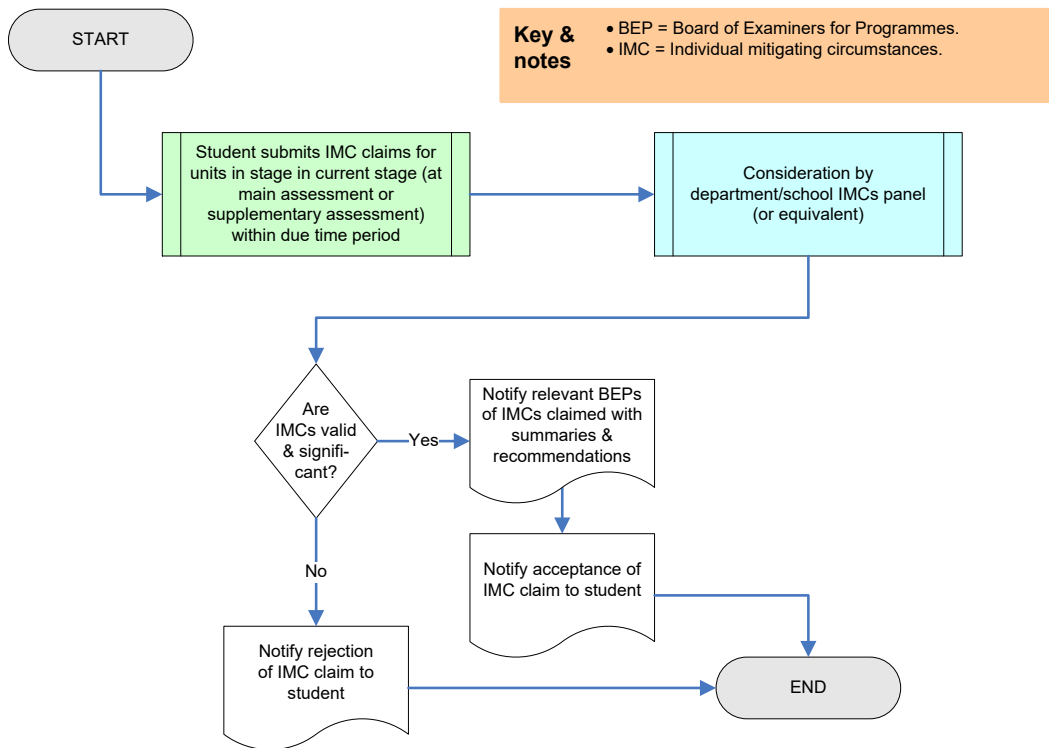 START
Key &
notes
• BEP = Board of Examiners for Programmes.
• IMC = Individual mitigating circumstances.
Student submits IMC claims for
units in stage in current stage (at
main assessment or
supplementary assessment)
within due time period
Consideration by
department/school IMCs panel
(or equivalent)
Are
IMCs valid
& signifi-
cant?
Yes
Notify relevant BEPs
of IMCs claimed with
summaries &
recommendations
No
Notify acceptance of
IMC claim to student
Notify rejection
of IMC claim to
student
END